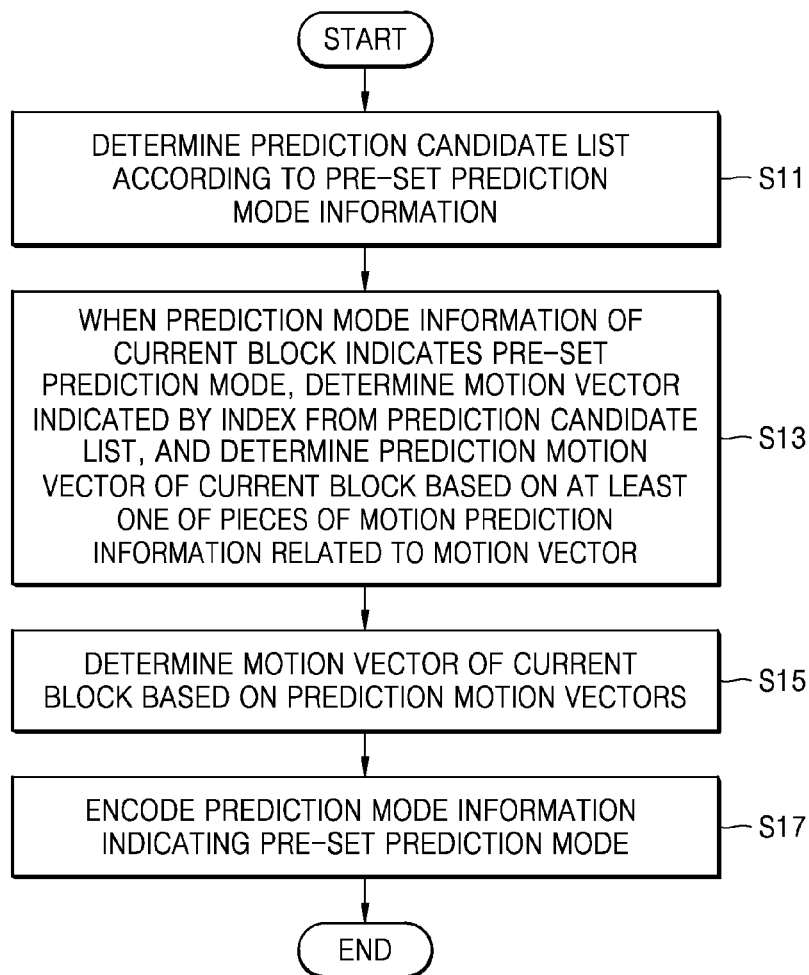 START
DETERMINE PREDICTION CANDIDATE LIST
ACCORDING TO PRE-SET PREDICTION
MODE INFORMATION
S11
WHEN PREDICTION MODE INFORMATION OF
CURRENT BLOCK INDICATES PRE-SET
PREDICTION MODE, DETERMINE MOTION VECTOR
INDICATED BY INDEX FROM PREDICTION CANDIDATE
LIST, AND DETERMINE PREDICTION MOTION
VECTOR OF CURRENT BLOCK BASED ON AT LEAST
ONE OF PIECES OF MOTION PREDICTION
INFORMATION RELATED TO MOTION VECTOR
S13
DETERMINE MOTION VECTOR OF CURRENT
BLOCK BASED ON PREDICTION MOTION VECTORS
S15
ENCODE PREDICTION MODE INFORMATION
INDICATING PRE-SET PREDICTION MODE
S17
END